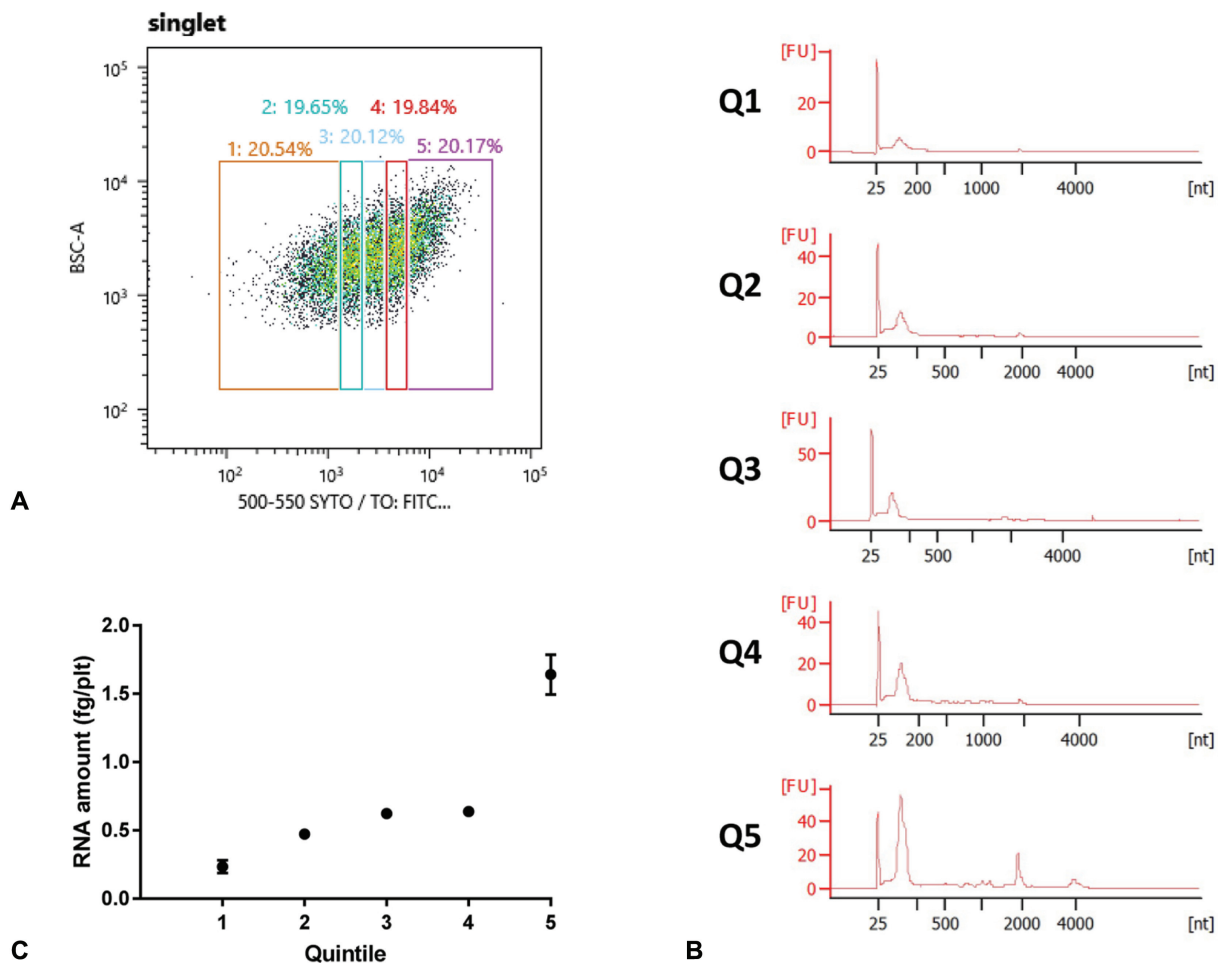 singlet
10⁵
10⁴
10³
10²
BSC-A
2: 19.65%
4: 19.84%
3: 20.12%
1: 20.54%
5: 20.17%
10² 10³ 10⁴ 10⁵
500-550 SYTO / TO: FITC...
A
2.0
1.5
1.0
0.5
0.0
RNA amount (fg/plt)
1 2 3 4 5
Quintile
C
Q1
[FU]
20
0
25 200 1000 4000 [nt]
Q2
[FU]
40
20
0
25 500 2000 4000 [nt]
Q3
[FU]
50
0
25 500 4000 [nt]
Q4
[FU]
40
20
0
25 200 1000 4000 [nt]
Q5
[FU]
40
20
0
25 500 2000 4000 [nt]
B